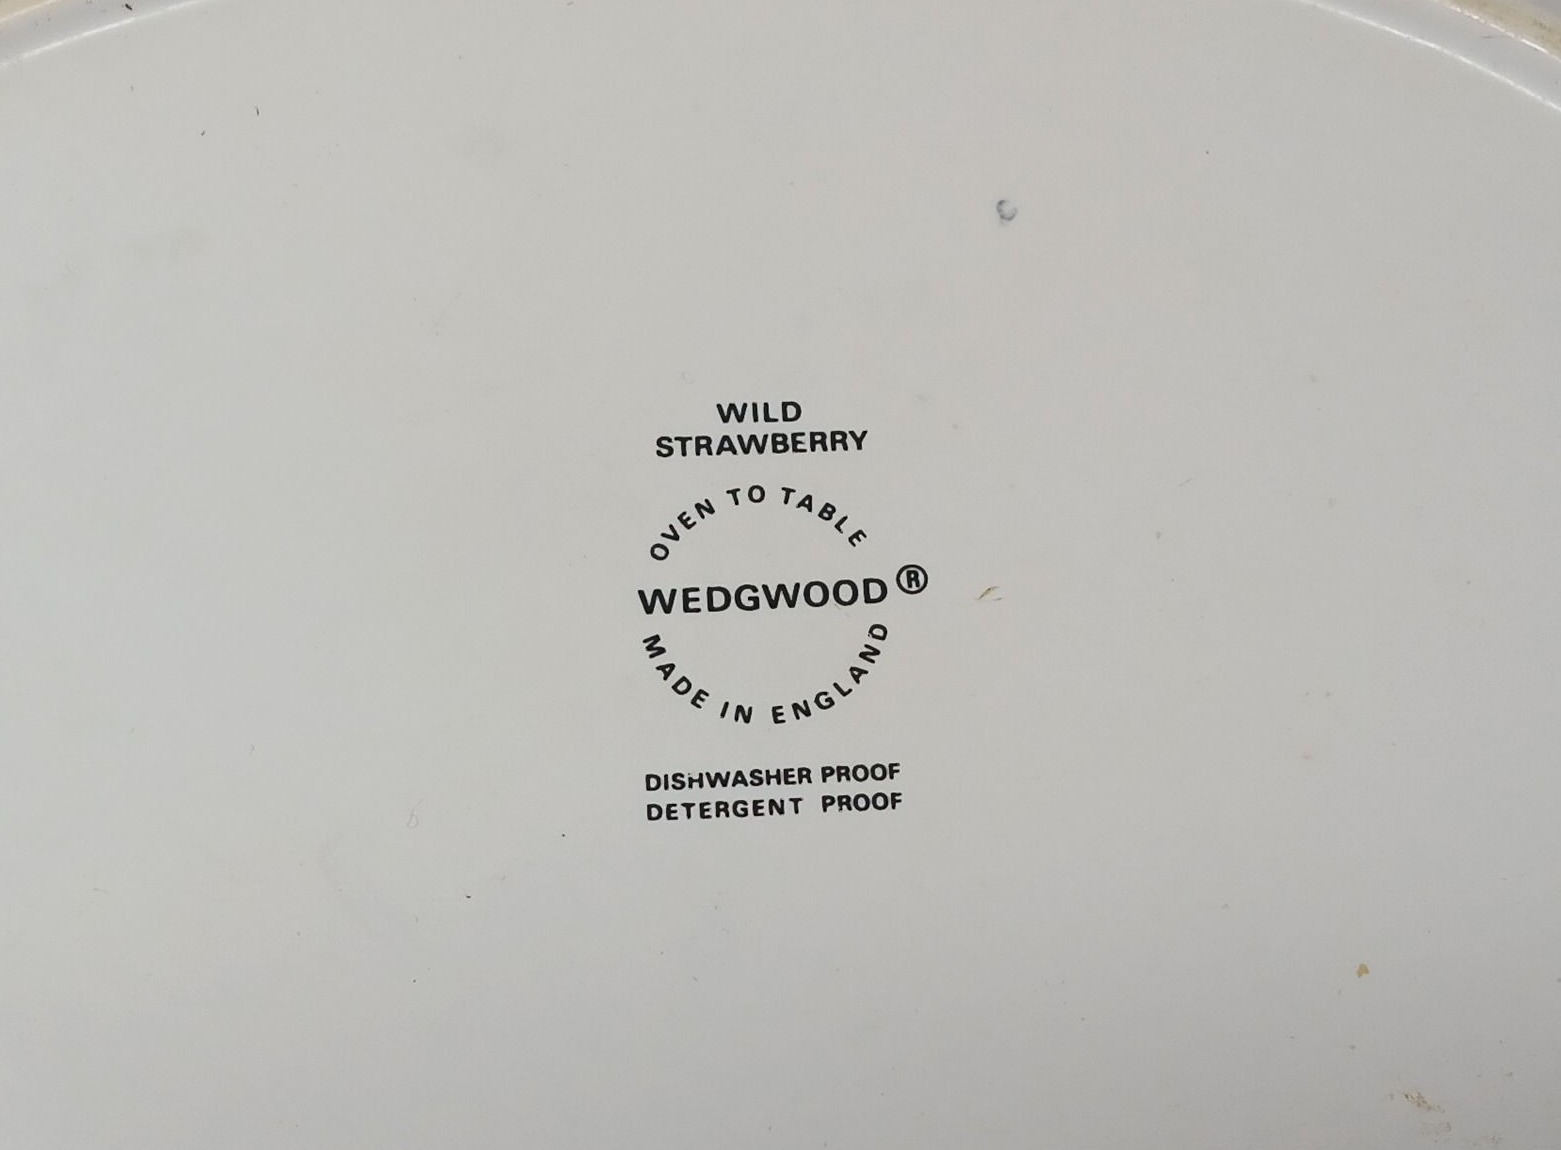 WILD
STRAWBERRY
OVEN TO TABLE
WEDGWOOD®
MADE IN ENGLAND
DISHWASHER PROOF
DETERGENT PROOF